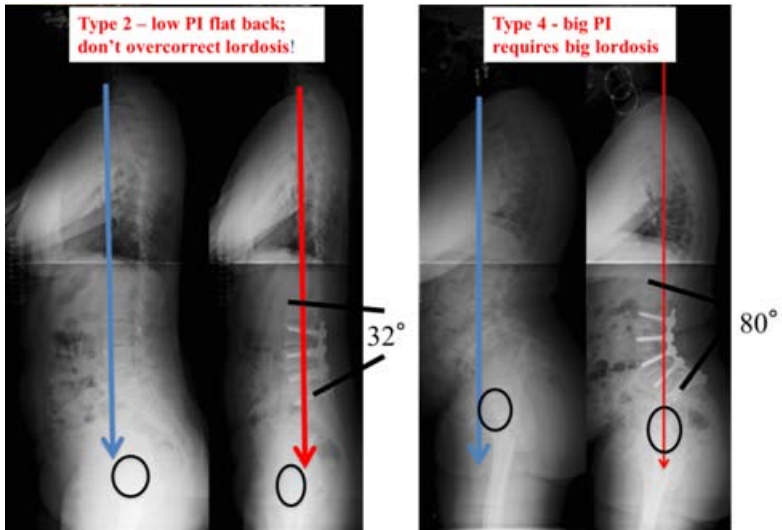 Type 2 – low PI flat back;
don't overcorrect lordosis!
Type 4 - big PI
requires big lordosis
32°
80°